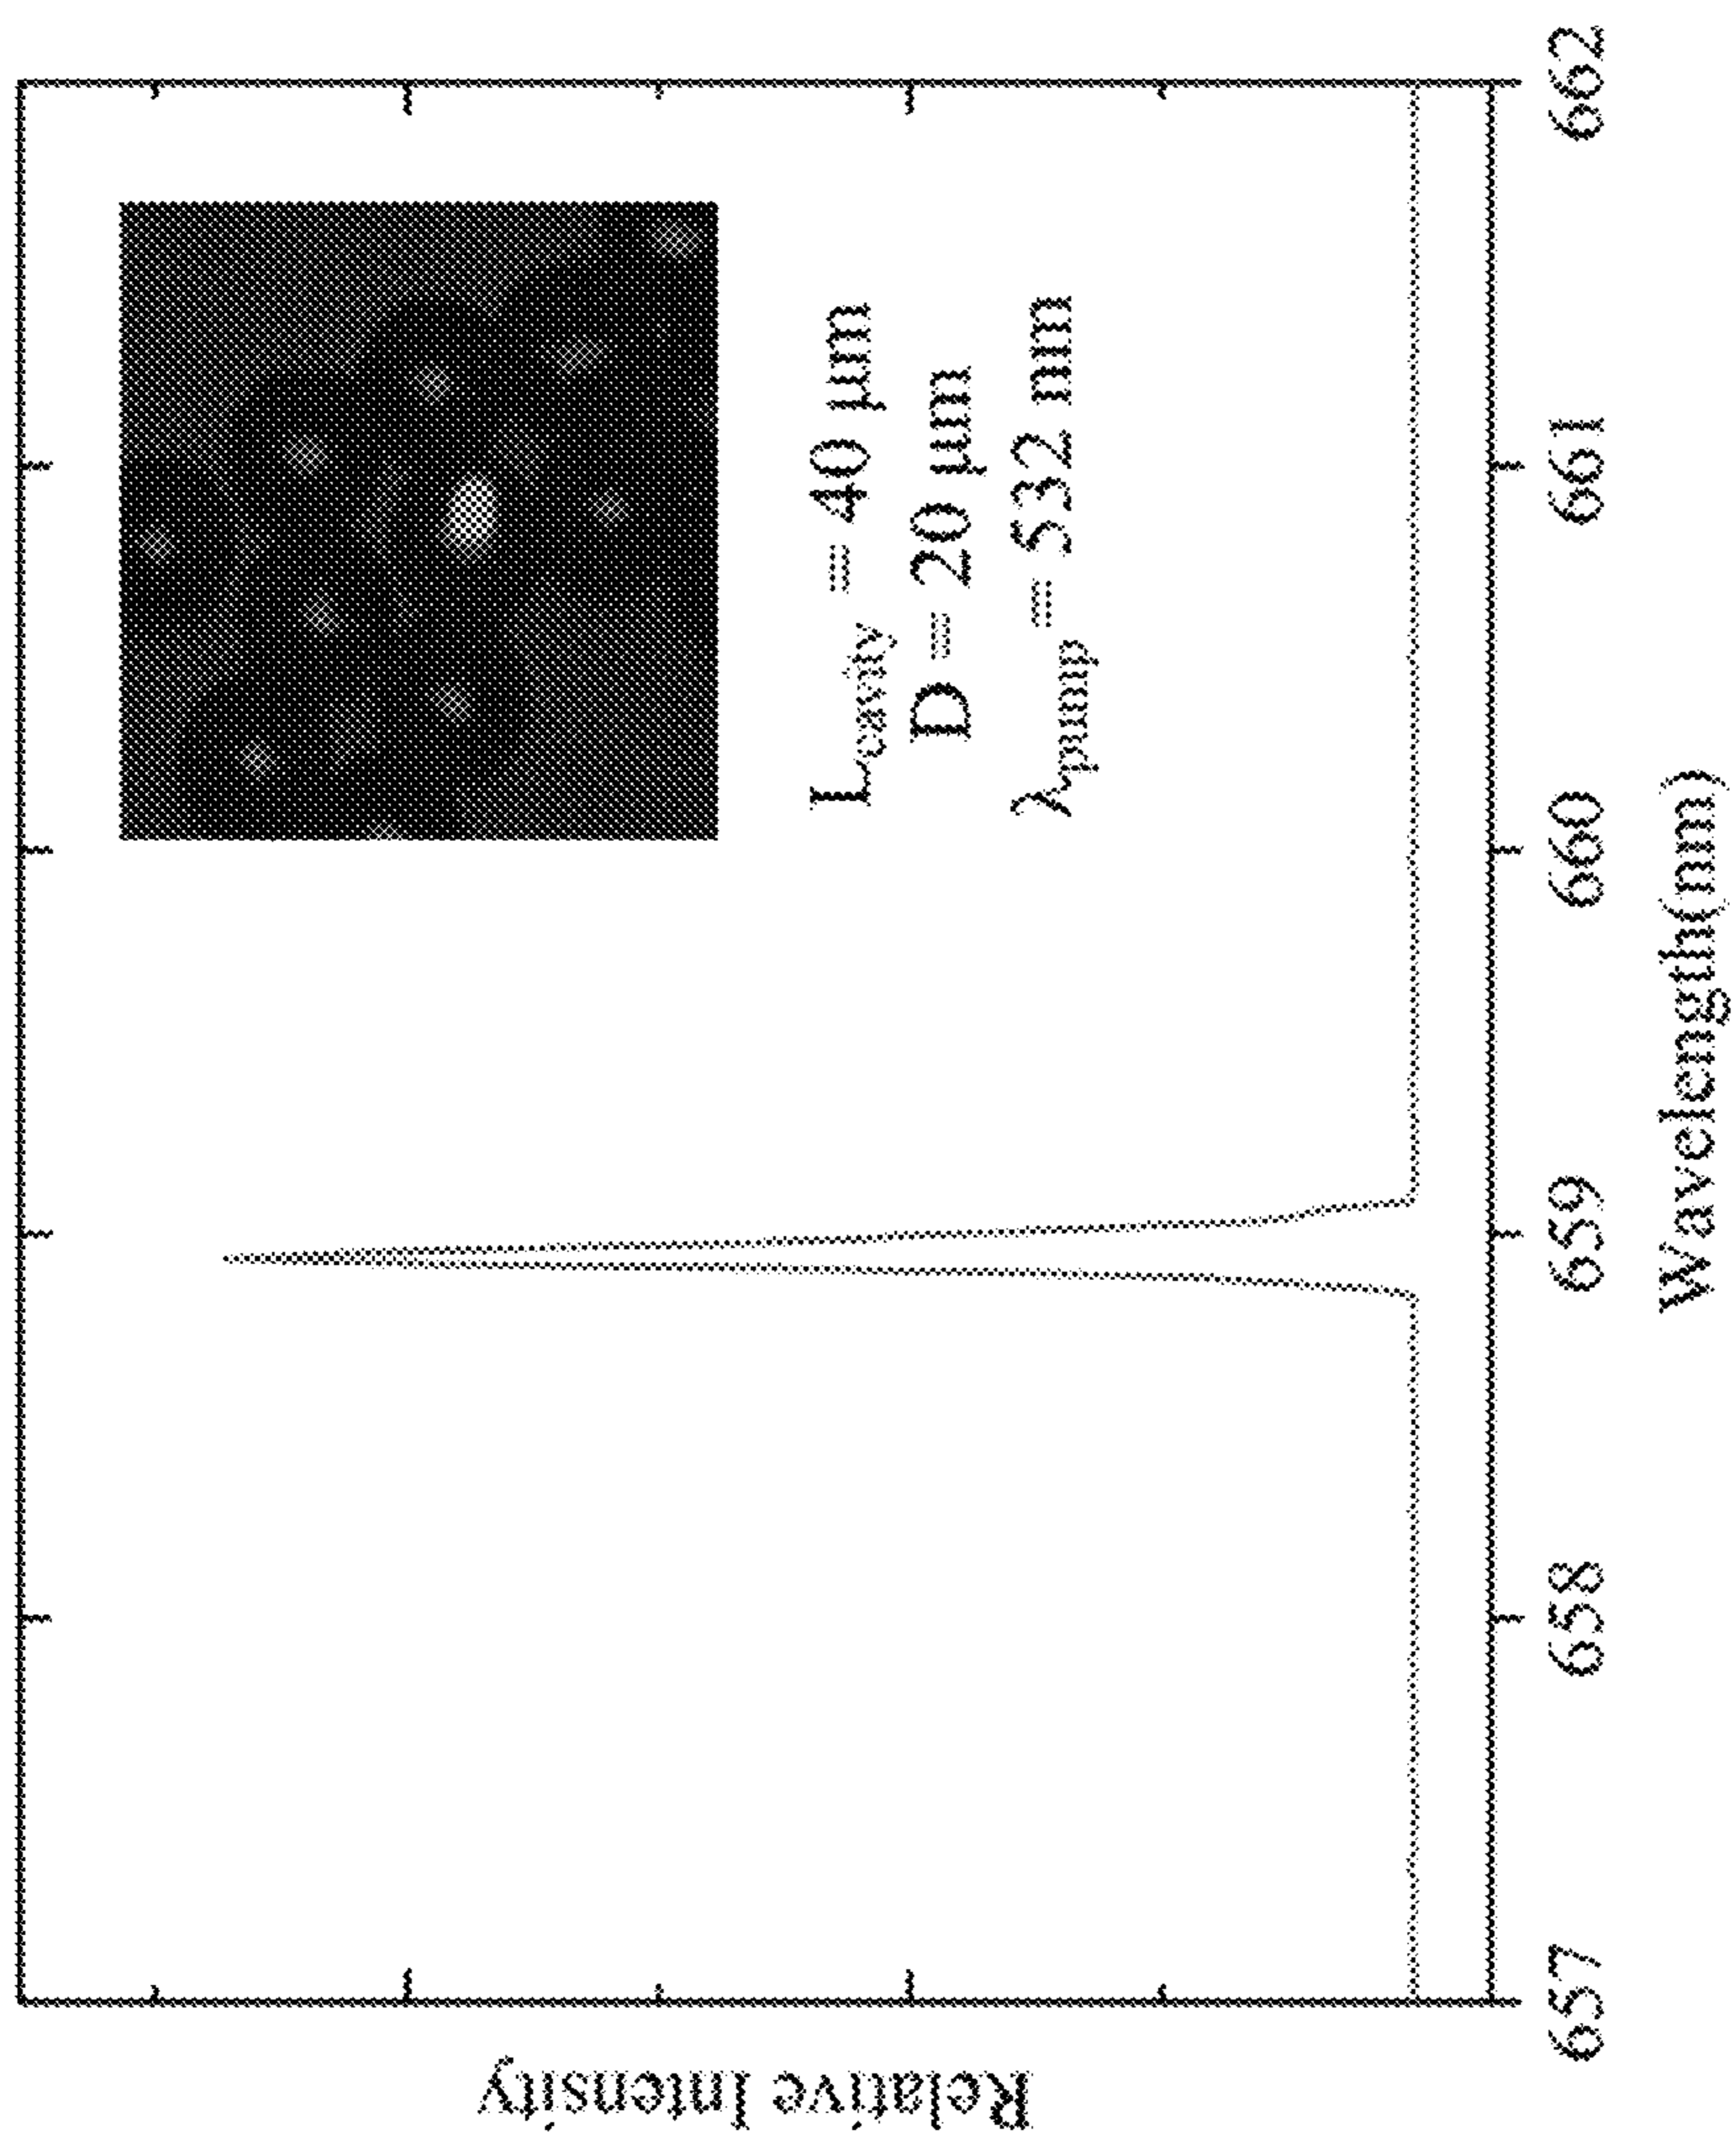 Relative Intensity
L_cavity = 40 μm
D = 20 μm
λ_pump = 532 nm
657 658 659 660 661 662
Wavelength(nm)